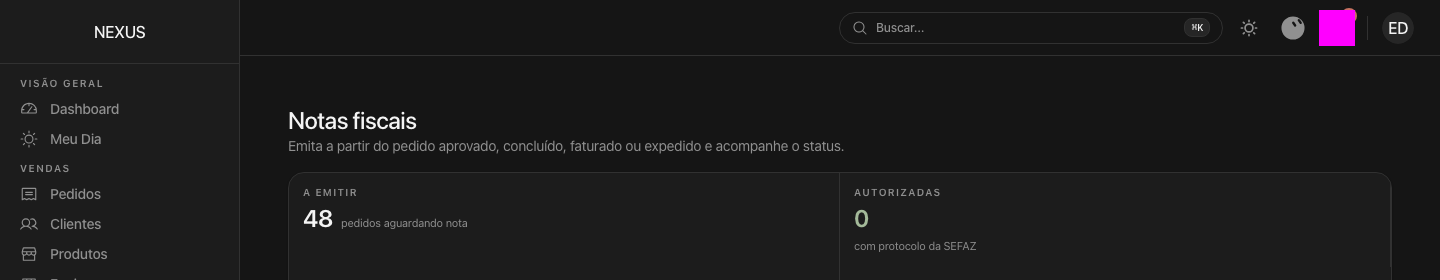 NEXUS
Buscar...
⌘K
ED
VISÃO GERAL
Dashboard
Meu Dia
VENDAS
Pedidos
Clientes
Produtos
Notas fiscais
Emita a partir do pedido aprovado, concluído, faturado ou expedido e acompanhe o status.
A EMITIR
48 pedidos aguardando nota
AUTORIZADAS
0
com protocolo da SEFAZ